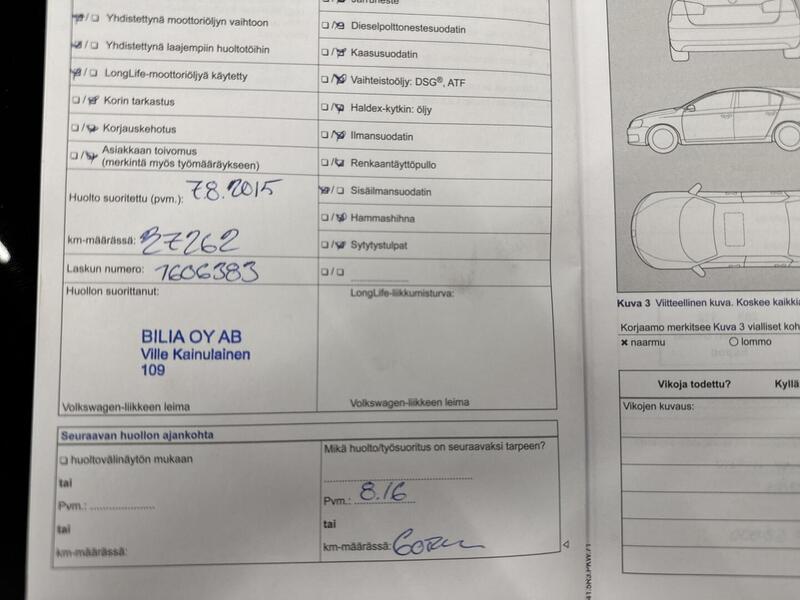 Jarruneste
☒/☐ Yhdistettynä moottoriöljyn vaihtoon
☐/☒ Dieselpolttonestesuodatin
☒/☐ Yhdistettynä laajempiin huoltotöihin
☐/☒ Kaasusuodatin
☒/☐ LongLife-moottoriöljyä käytetty
☐/☒ Vaihteistoöljy: DSG®, ATF
☐/☒ Korin tarkastus
☐/☒ Haldex-kytkin: öljy
☐/☒ Korjauskehotus
☐/☒ Ilmansuodatin
☐/☒ Asiakkaan toivomus
(merkintä myös työmääräykseen)
☐/☒ Renkaantäyttöpullo
Huolto suoritettu (pvm.): 7.8.2015
☒/☐ Sisäilmansuodatin
☐/☒ Hammashihna
km-määrässä: 37262
☐/☒ Sytytystulpat
Laskun numero: 1606383
☐/☐
Huollon suorittanut:
LongLife-liikkumisturva:
BILIA OY AB
Ville Kainulainen
109
Volkswagen-liikkeen leima
Volkswagen-liikkeen leima
Seuraavan huollon ajankohta
☐ huoltovälinäytön mukaan
tai
Pvm.:
tai
km-määrässä:
Mikä huolto/työsuoritus on seuraavaksi tarpeen?
Pvm.: 8.16
tai
km-määrässä:
Kuva 3 Viitteellinen kuva. Koskee kaikkia
Korjaamo merkitsee Kuva 3 vialliset koh
✖ naarmu ○ lommo
Vikoja todettu? Kyllä
Vikojen kuvaus: